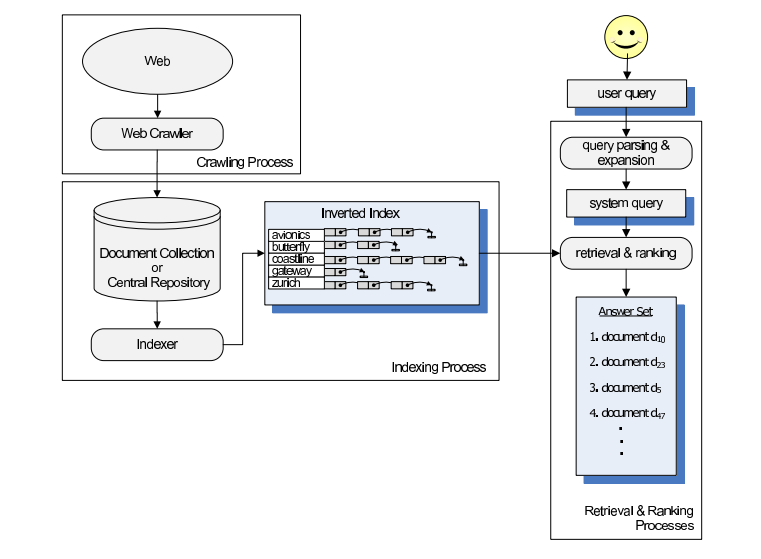 Web
Web Crawler
Crawling Process
Document Collection
or
Central Repository
Indexer
Inverted Index
avionics
butterfly
coastline
gateway
zurich
Indexing Process
user query
query parsing &
expansion
system query
retrieval & ranking
Answer Set
1. document d10
2. document d23
3. document d5
4. document d47
.
.
.
Retrieval & Ranking
Processes